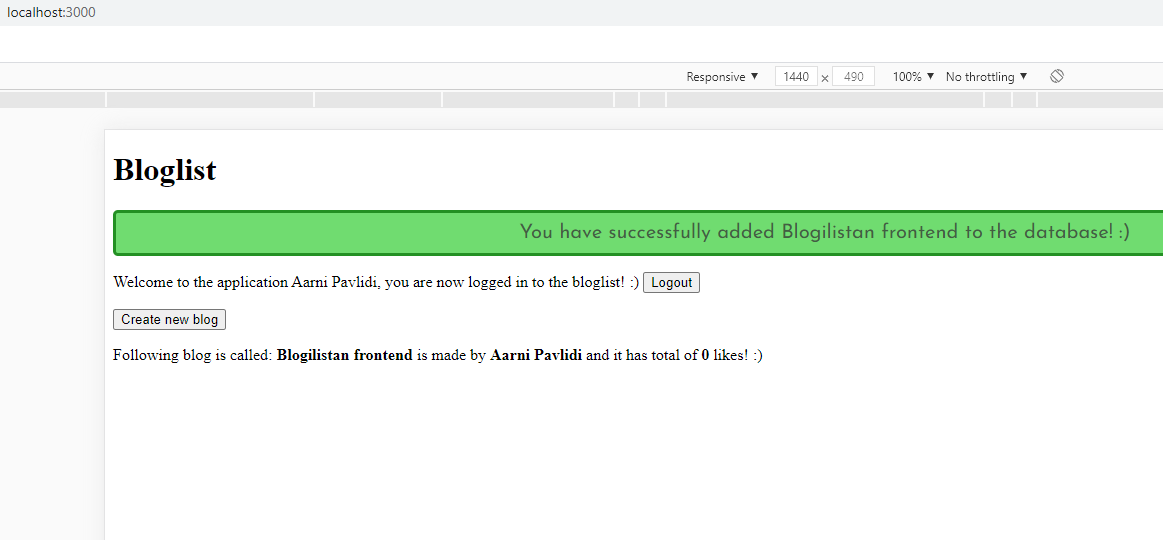 localhost:3000
Responsive ▼ 1440 x 490 100% ▼ No throttling ▼
Bloglist
You have successfully added Blogilistan frontend to the database! :)
Welcome to the application Aarni Pavlidi, you are now logged in to the bloglist! :) Logout
Create new blog
Following blog is called: Blogilistan frontend is made by Aarni Pavlidi and it has total of 0 likes! :)